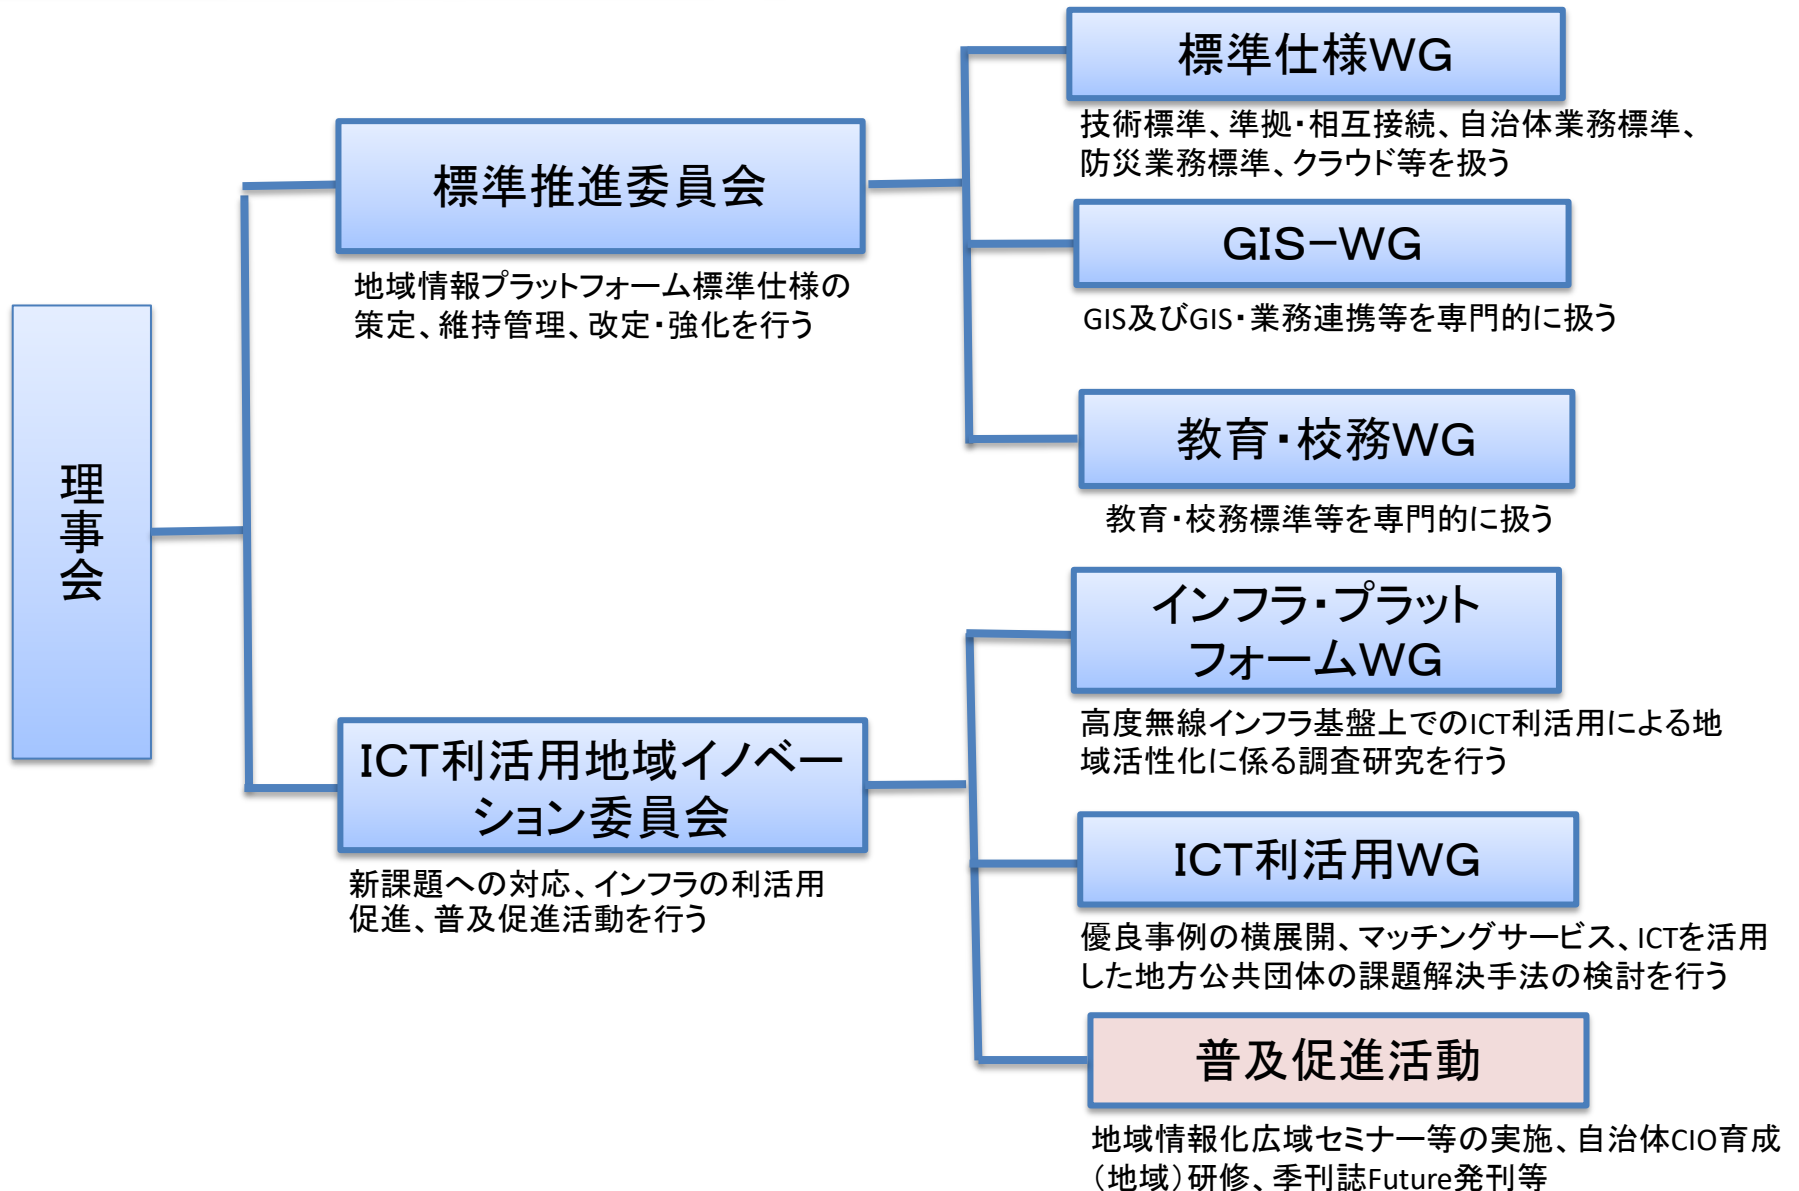 理事会
標準推進委員会
地域情報プラットフォーム標準仕様の
策定、維持管理、改定・強化を行う
標準仕様WG
技術標準、準拠・相互接続、自治体業務標準、
防災業務標準、クラウド等を扱う
GIS−WG
GIS及びGIS・業務連携等を専門的に扱う
教育・校務WG
教育・校務標準等を専門的に扱う
ICT利活用地域イノベー
ション委員会
新課題への対応、インフラの利活用
促進、普及促進活動を行う
インフラ・プラット
フォームWG
高度無線インフラ基盤上でのICT利活用による地
域活性化に係る調査研究を行う
ICT利活用WG
優良事例の横展開、マッチングサービス、ICTを活用
した地方公共団体の課題解決手法の検討を行う
普及促進活動
地域情報化広域セミナー等の実施、自治体CIO育成
（地域）研修、季刊誌Future発刊等